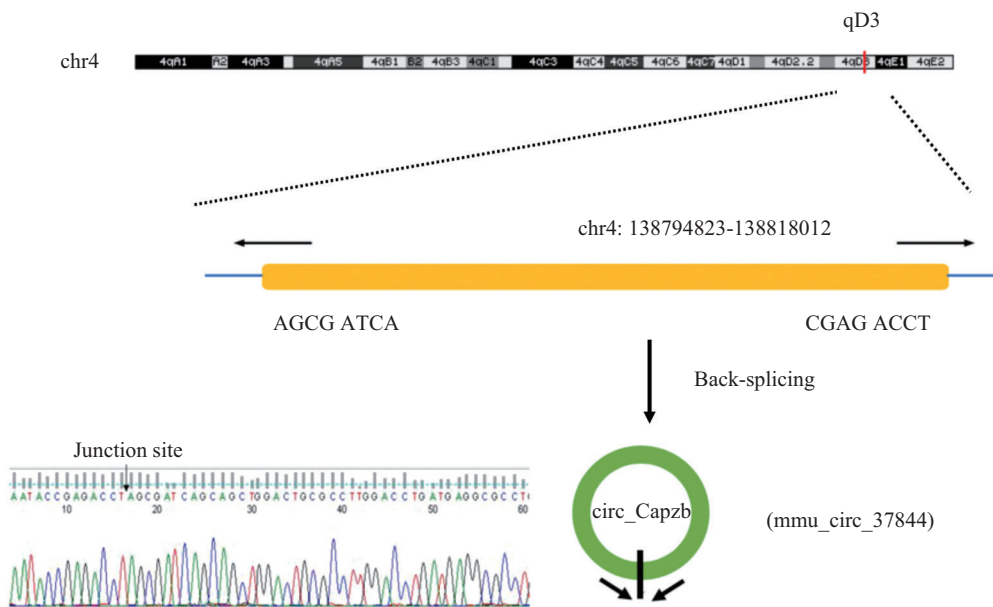 qD3
chr4
4qA1 A2 4qA3 4qA5 4qB1 B2 4qB3 4qC1 4qC3 4qC4 4qC5 4qC6 4qC7 4qD1 4qD2.2 4qD3 4qE1 4qE2
chr4: 138794823-138818012
AGCG ATCA CGAG ACCT
Back-splicing
Junction site
AATACCGAGACCTAGCGATCAGCAGCTGGACTGCGCCTTGGACCTGATGAGGCGCCT
10 20 30 40 50 60
circ_Capzb
(mmu_circ_37844)